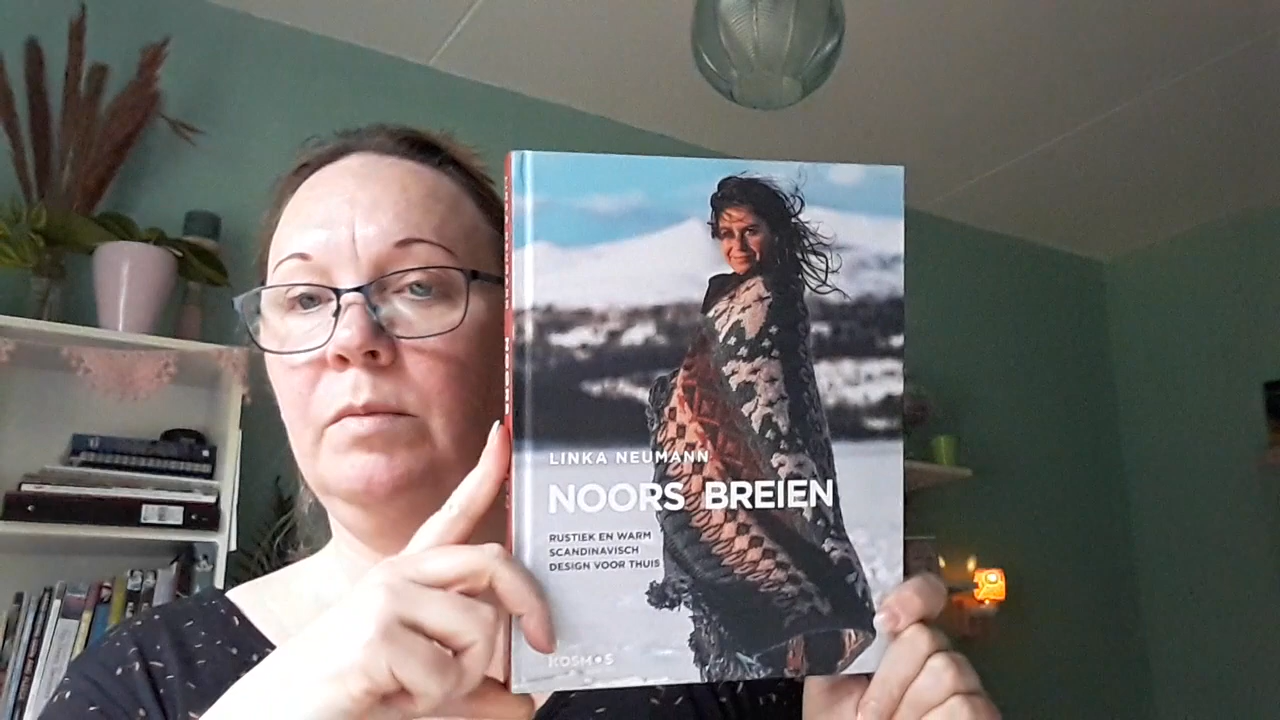 LINKA NEUMANN
NOORS BREIEN
RUSTIEK EN WARM
SCANDINAVISCH
DESIGN VOOR THUIS
KOSMOS